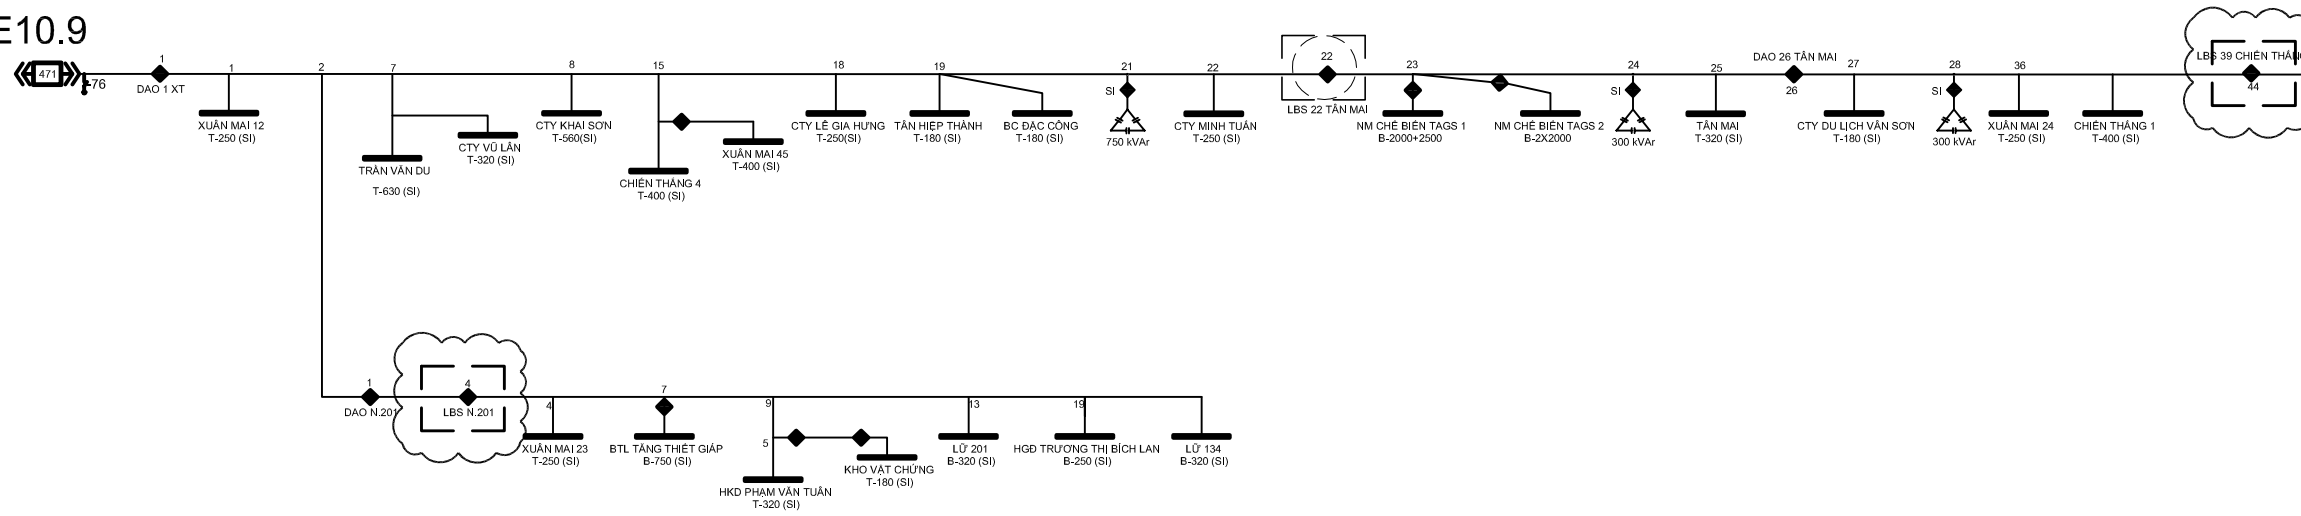 E10.9
471
-76
1
DAO 1 XT
1
XUÂN MAI 12
T-250 (SI)
2
7
TRẦN VĂN DU
T-630 (SI)
CTY VŨ LÂN
T-320 (SI)
8
CTY KHAI SƠN
T-560(SI)
15
CHIẾN THẮNG 4
T-400 (SI)
XUÂN MAI 45
T-400 (SI)
18
CTY LÊ GIA HƯNG
T-250(SI)
19
TÂN HIỆP THÀNH
T-180 (SI)
BC ĐẶC CÔNG
T-180 (SI)
21
SI
750 kVAr
22
CTY MINH TUẤN
T-250 (SI)
22
LBS 22 TÂN MAI
23
NM CHẾ BIẾN TAGS 1
B-2000+2500
NM CHẾ BIẾN TAGS 2
B-2X2000
24
SI
300 kVAr
25
TÂN MAI
T-320 (SI)
DAO 26 TÂN MAI
26
27
CTY DU LỊCH VÂN SƠN
T-180 (SI)
28
SI
300 kVAr
36
XUÂN MAI 24
T-250 (SI)
CHIẾN THẮNG 1
T-400 (SI)
LBS 39 CHIẾN THẮNG
44
1
DAO N.201
4
LBS N.201
4
XUÂN MAI 23
T-250 (SI)
7
BTL TĂNG THIẾT GIÁP
B-750 (SI)
9
5
HKD PHẠM VĂN TUẤN
T-320 (SI)
KHO VẬT CHỨNG
T-180 (SI)
13
LỮ 201
B-320 (SI)
19
HGĐ TRƯƠNG THỊ BÍCH LAN
B-250 (SI)
LỮ 134
B-320 (SI)